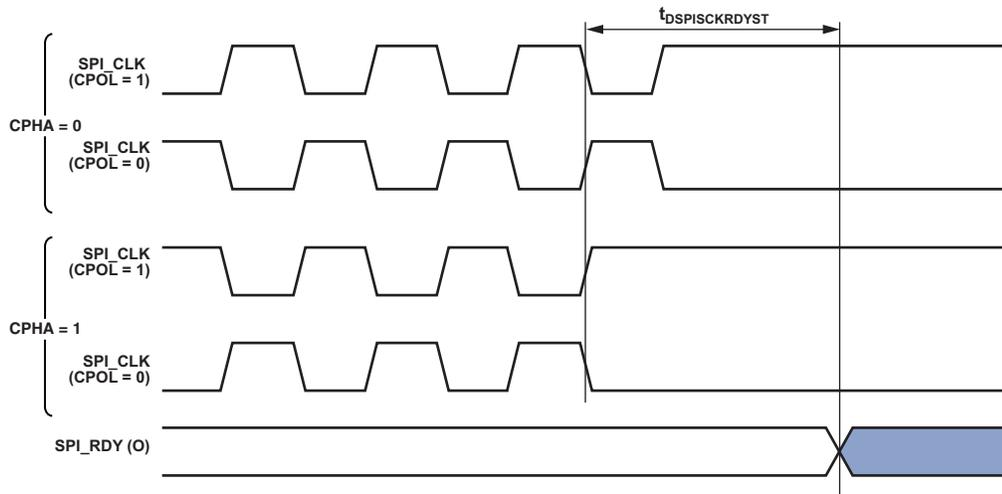 tDSPISCKRDYST
SPI_CLK
(CPOL = 1)
CPHA = 0
SPI_CLK
(CPOL = 0)
SPI_CLK
(CPOL = 1)
CPHA = 1
SPI_CLK
(CPOL = 0)
SPI_RDY (O)